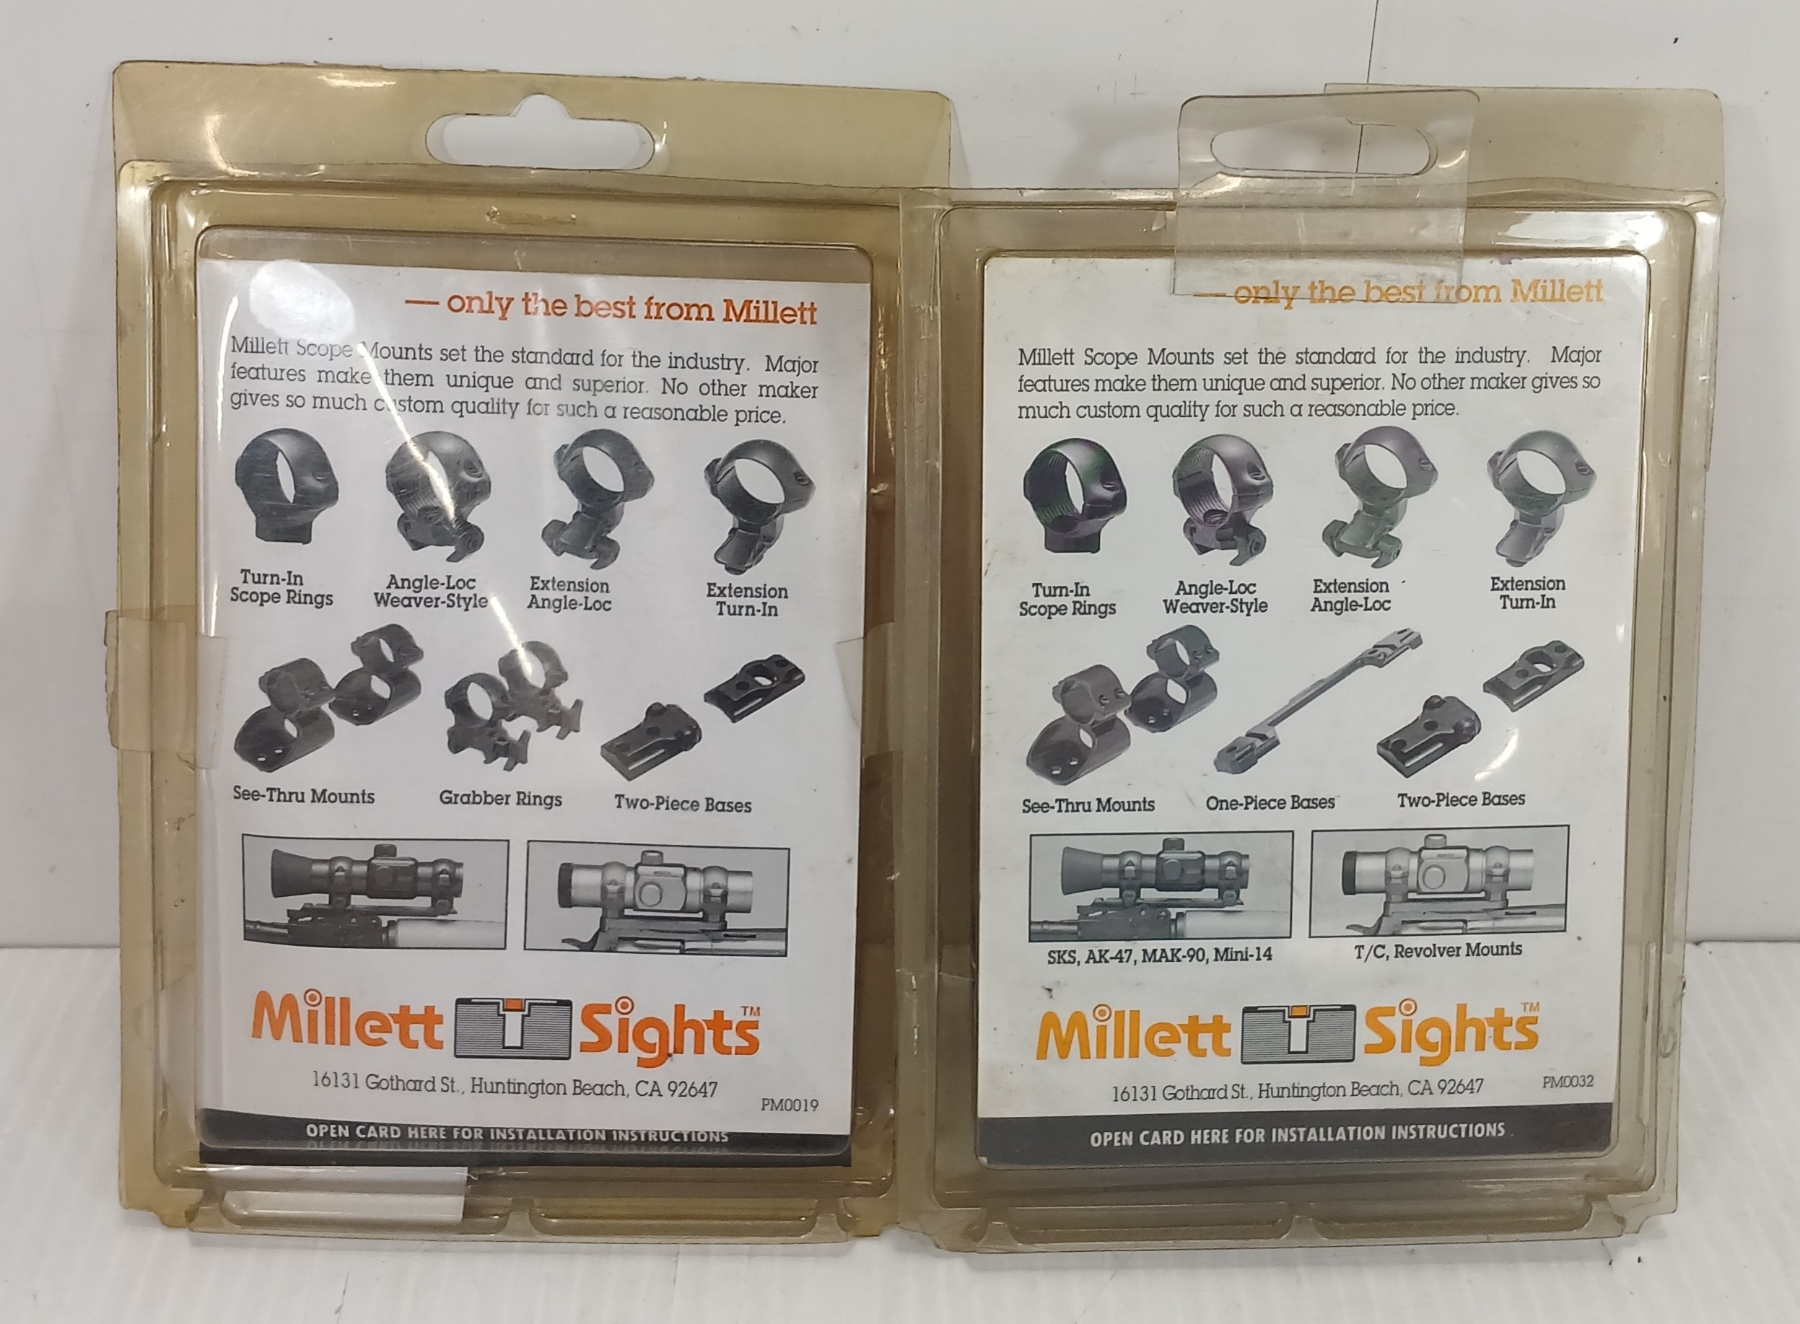 — only the best from Millett
Millett Scope Mounts set the standard for the industry. Major
features make them unique and superior. No other maker
gives so much custom quality for such a reasonable price.
Turn-In
Scope Rings
Angle-Loc
Weaver-Style
Extension
Angle-Loc
Extension
Turn-In
See-Thru Mounts
Grabber Rings
Two-Piece Bases
Millett Sights™
16131 Gothard St., Huntington Beach, CA 92647
PM0019
OPEN CARD HERE FOR INSTALLATION INSTRUCTIONS
— only the best from Millett
Millett Scope Mounts set the standard for the industry. Major
features make them unique and superior. No other maker gives so
much custom quality for such a reasonable price.
Turn-In
Scope Rings
Angle-Loc
Weaver-Style
Extension
Angle-Loc
Extension
Turn-In
See-Thru Mounts
One-Piece Bases
Two-Piece Bases
SKS, AK-47, MAK-90, Mini-14
T/C, Revolver Mounts
Millett Sights™
16131 Gothard St., Huntington Beach, CA 92647
PM0032
OPEN CARD HERE FOR INSTALLATION INSTRUCTIONS